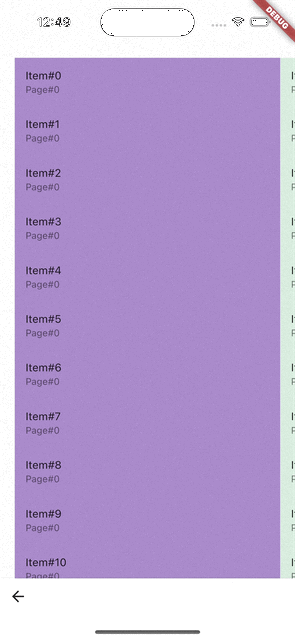 12:49
DEBUG
Item#0
Page#0
Item#1
Page#0
Item#2
Page#0
Item#3
Page#0
Item#4
Page#0
Item#5
Page#0
Item#6
Page#0
Item#7
Page#0
Item#8
Page#0
Item#9
Page#0
Item#10
Page#0